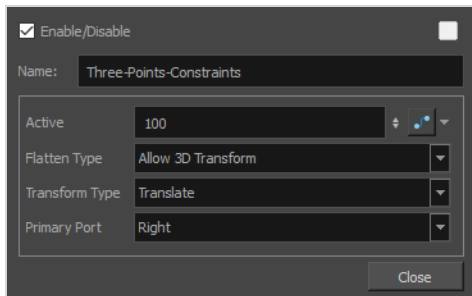 Enable/Disable
Name: Three-Points-Constraints
Active 100
Flatten Type Allow 3D Transform
Transform Type Translate
Primary Port Right
Close